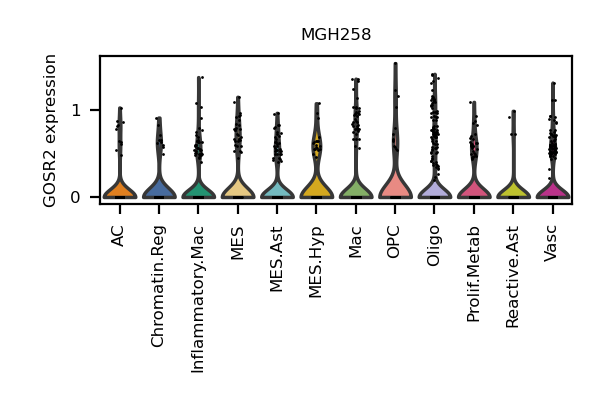 MGH258
GOSR2 expression
1
0
AC
Chromatin.Reg
Inflammatory.Mac
MES
MES.Ast
MES.Hyp
Mac
OPC
Oligo
Prolif.Metab
Reactive.Ast
Vasc